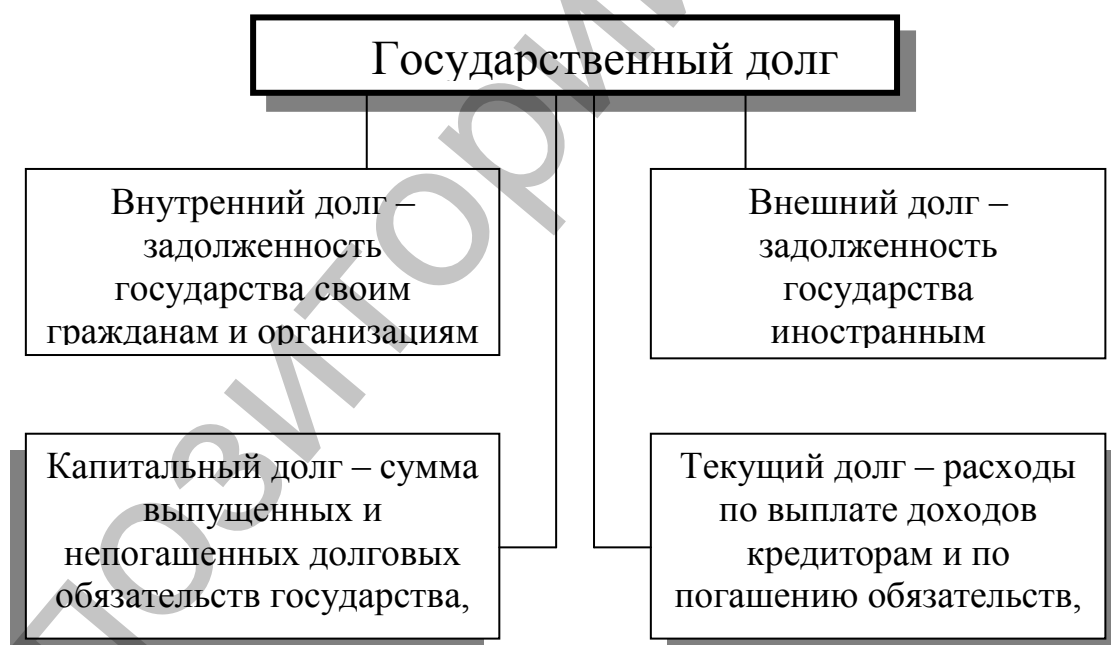 Государственный долг
Внутренний долг –
задолженность
государства своим
гражданам и организациям
Внешний долг –
задолженность
государства
иностранным
Капитальный долг – сумма
выпущенных и
непогашенных долговых
обязательств государства,
Текущий долг – расходы
по выплате доходов
кредиторам и по
погашению обязательств,